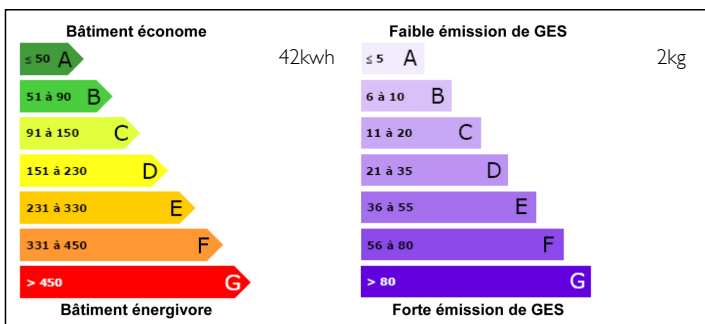 Bâtiment économe
≤ 50 A 42kwh
51 à 90 B
91 à 150 C
151 à 230 D
231 à 330 E
331 à 450 F
> 450 G
Bâtiment énergivore
Faible émission de GES
≤ 5 A 2kg
6 à 10 B
11 à 20 C
21 à 35 D
36 à 55 E
56 à 80 F
> 80 G
Forte émission de GES